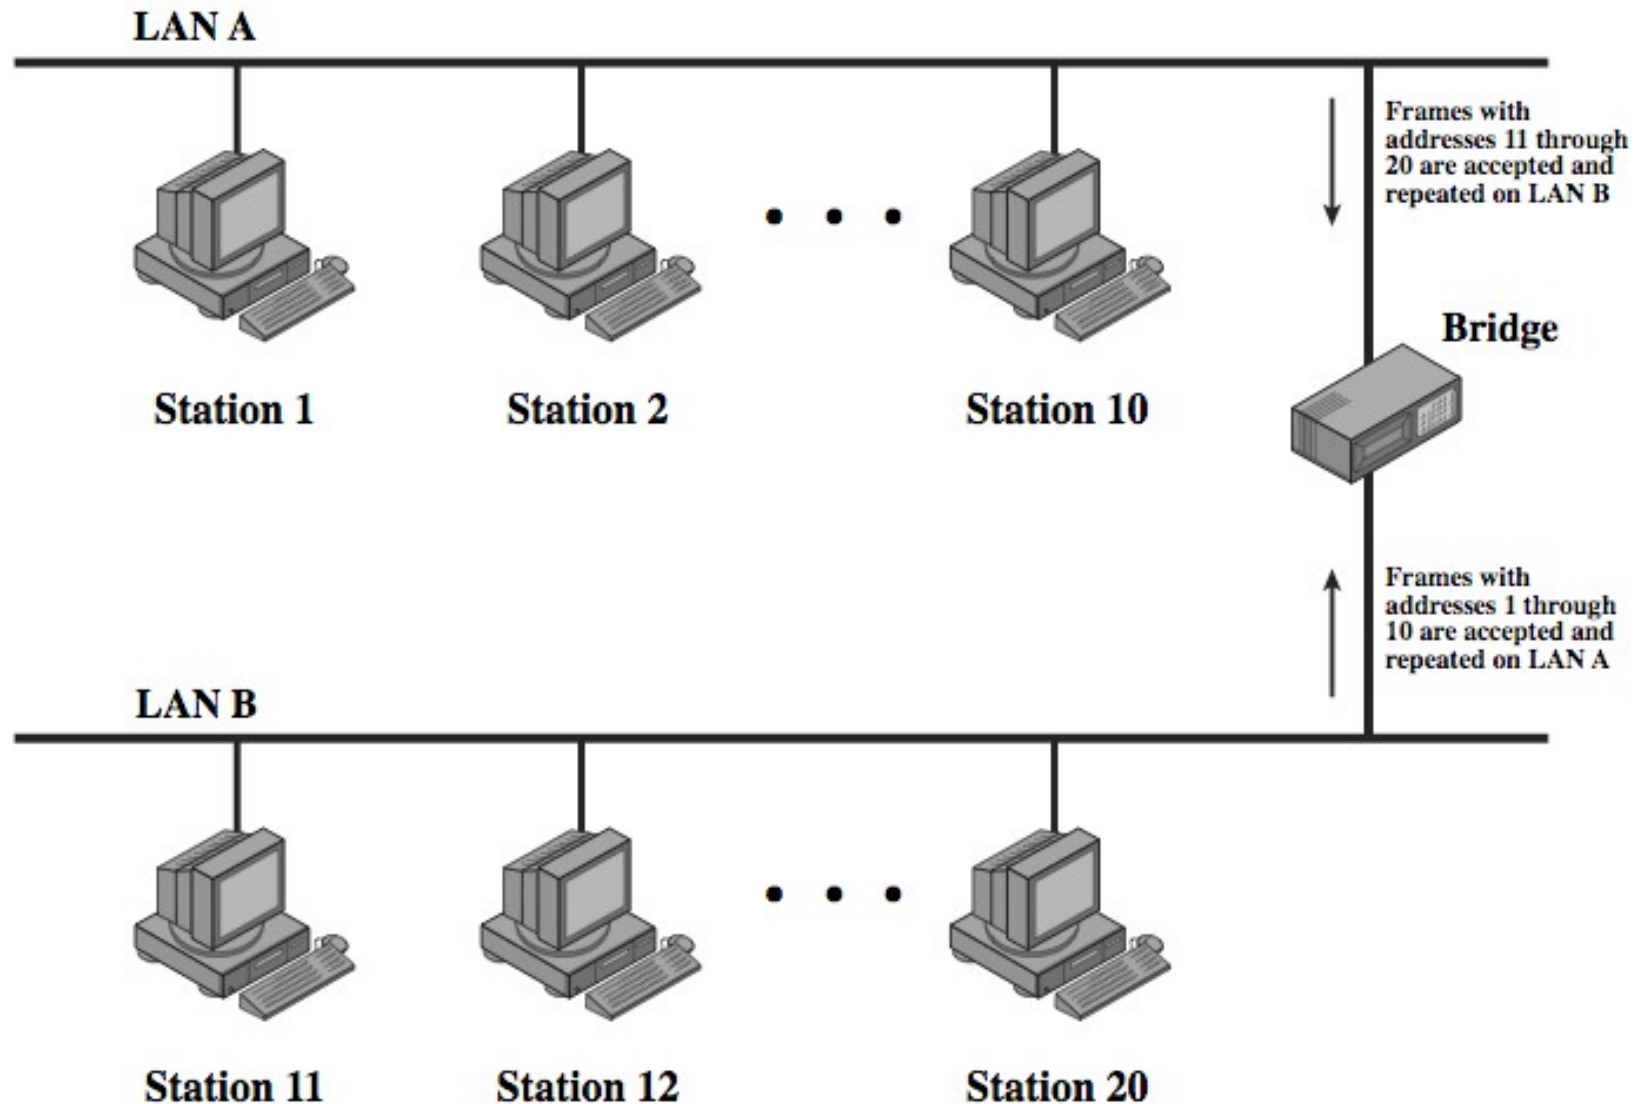 LAN A
Frames with
addresses 11 through
20 are accepted and
repeated on LAN B
Bridge
Station 1
Station 2
Station 10
Frames with
addresses 1 through
10 are accepted and
repeated on LAN A
LAN B
Station 11
Station 12
Station 20